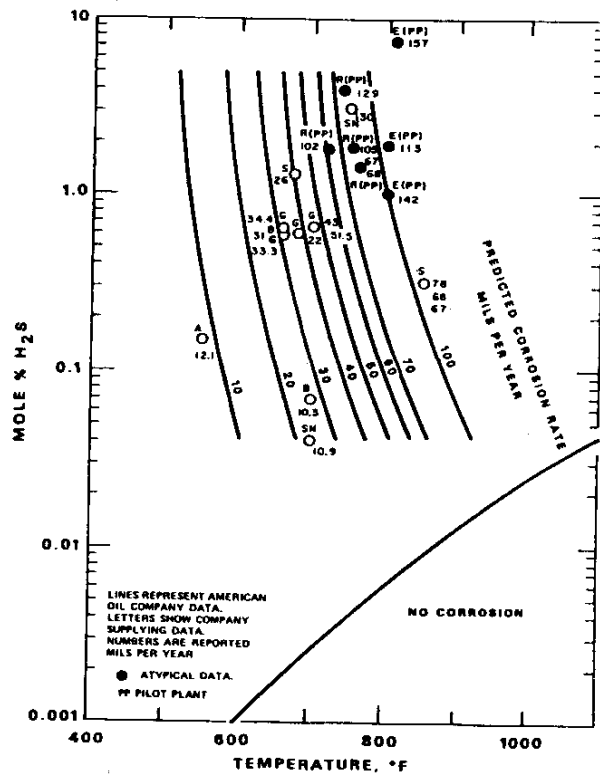 10
1.0
0.1
0.01
0.001
MOLE % H2S
E(PP)
157
R(PP)
129
SN
130
R(PP)
102
R(PP)
105
67
68
R(PP)
E(PP)
113
E(PP)
142
S
26
34.4
G
31
B
G
33.3
G
22
G
43
51.5
S
78
68
67
A
12.1
B
10.3
SN
10.9
10
20
30
40
50
60
70
100
PREDICTED CORROSION RATE
MILS PER YEAR
NO CORROSION
LINES REPRESENT AMERICAN
OIL COMPANY DATA.
LETTERS SHOW COMPANY
SUPPLYING DATA.
NUMBERS ARE REPORTED
MILS PER YEAR
ATYPICAL DATA.
PP PILOT PLANT
400
600
800
1000
TEMPERATURE, °F